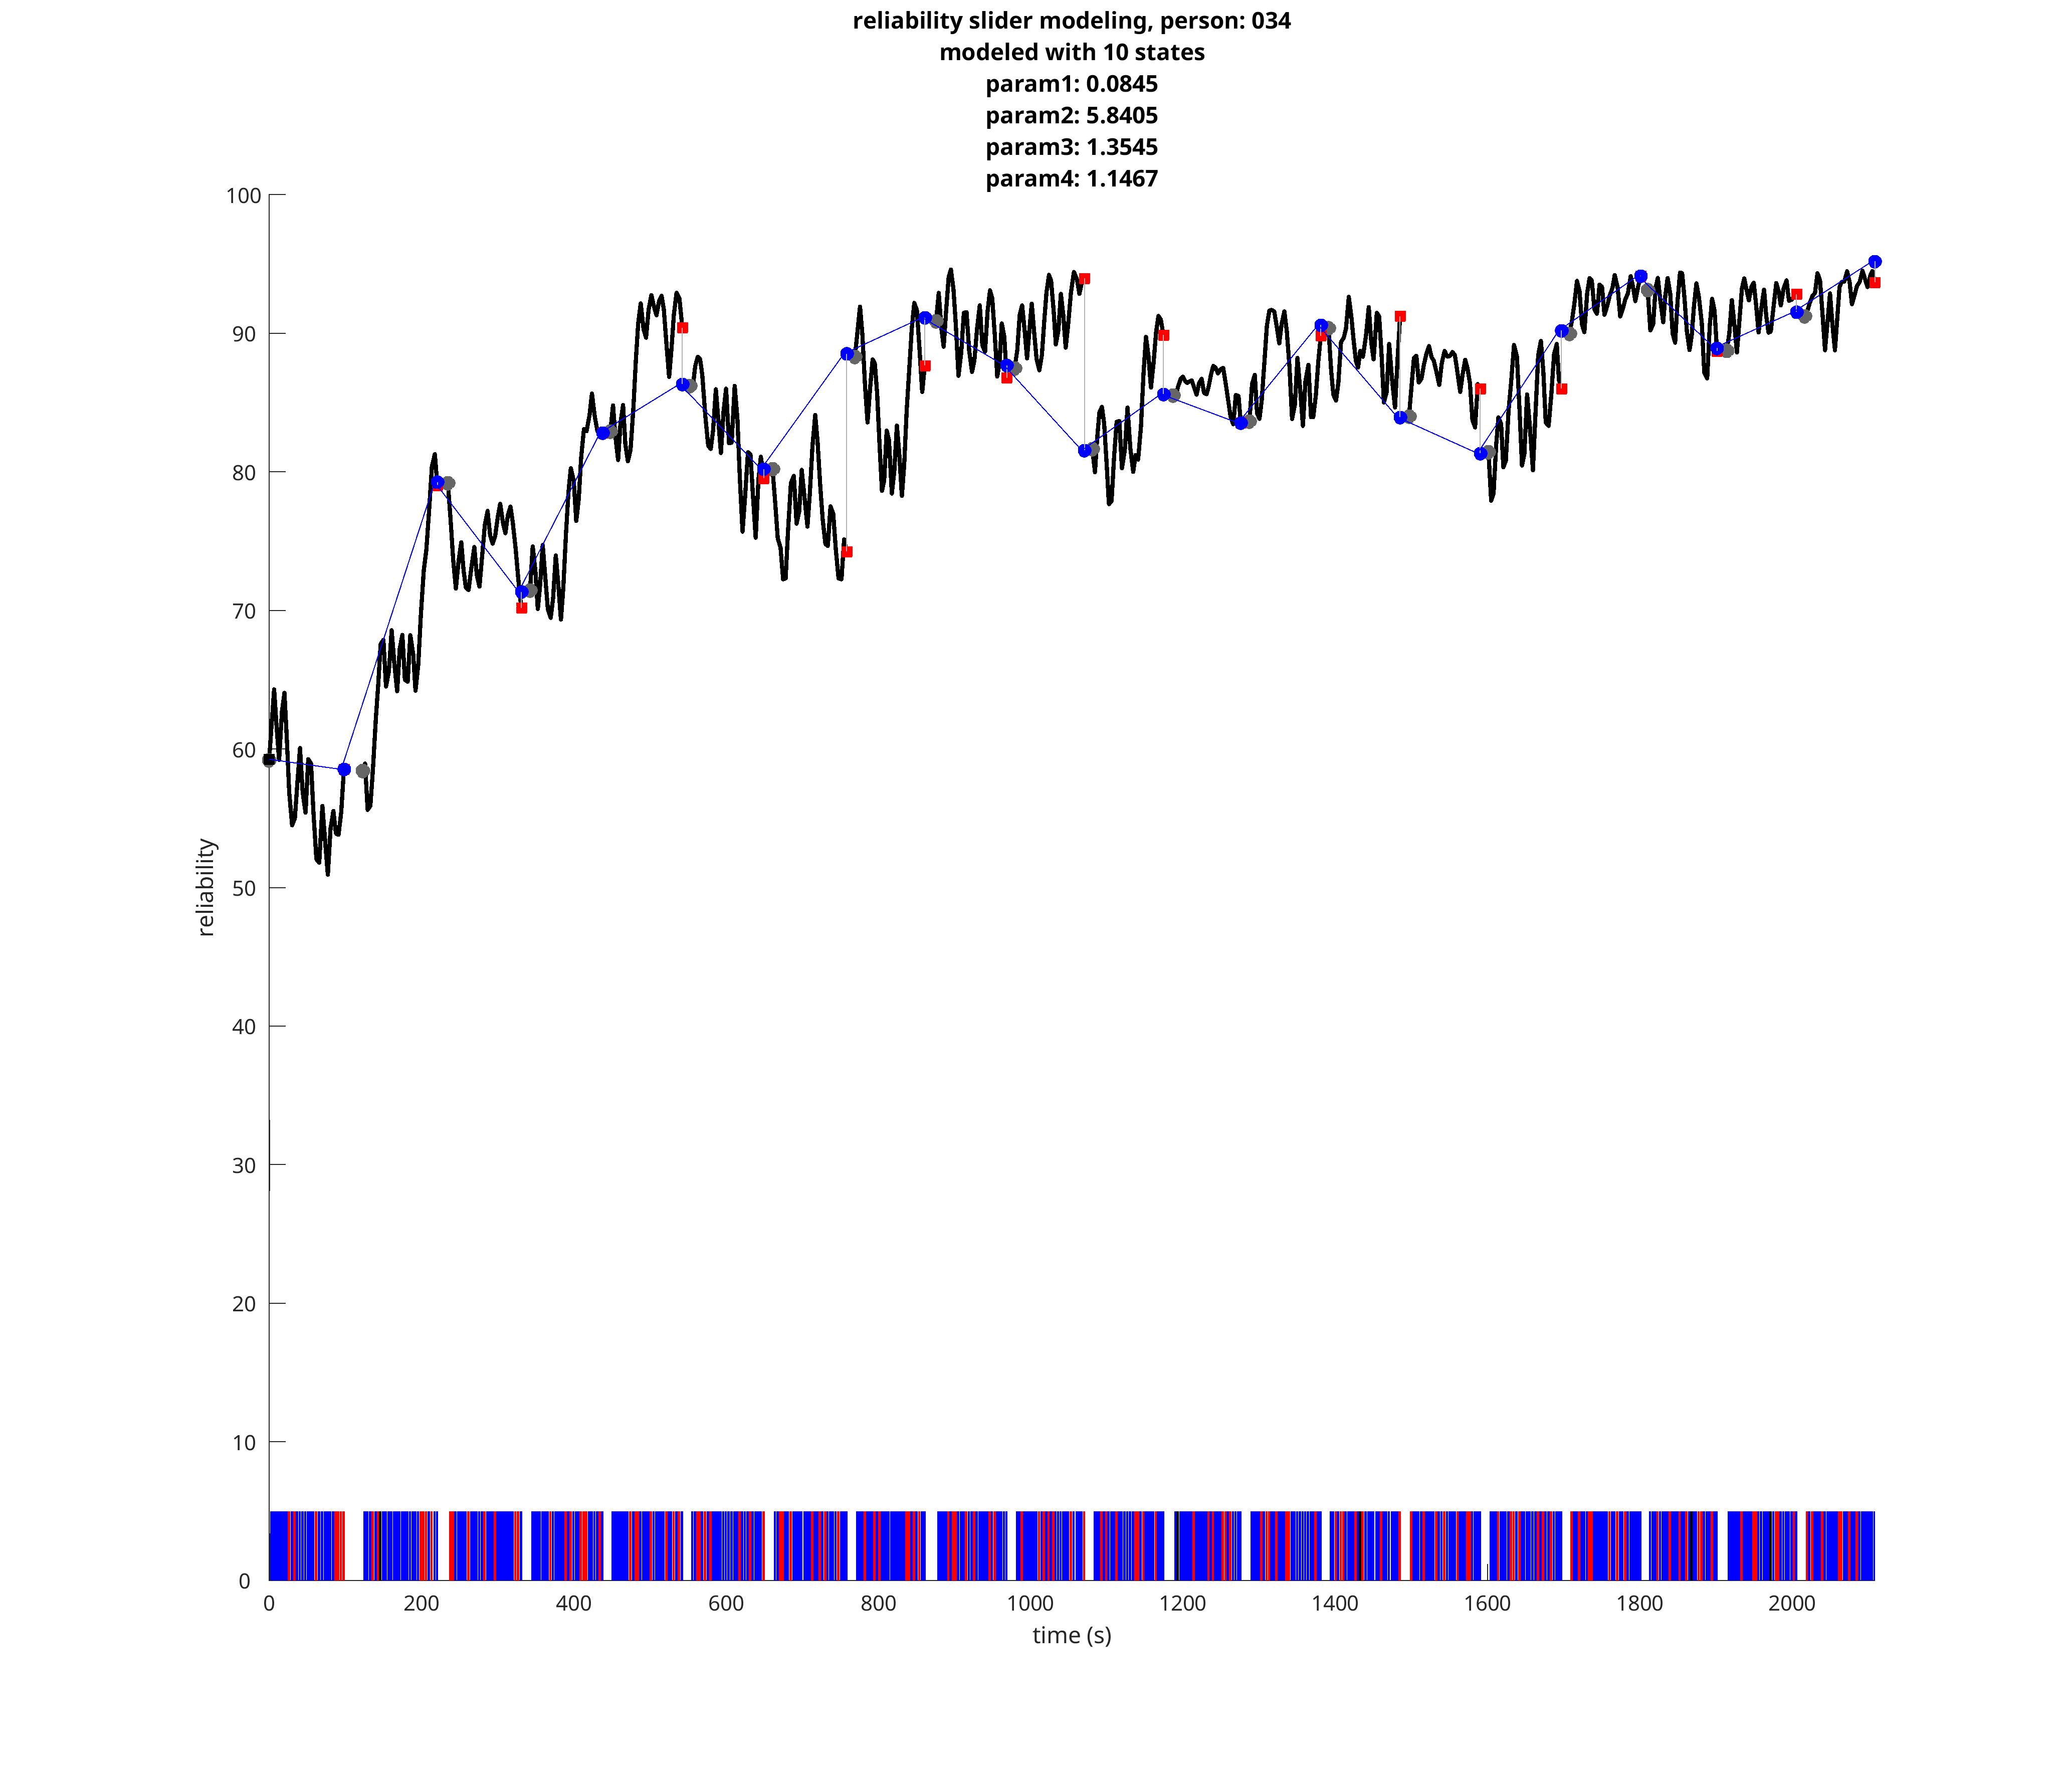 reliability slider modeling, person: 034
modeled with 10 states
param1: 0.0845
param2: 5.8405
param3: 1.3545
param4: 1.1467
100
90
80
70
60
50
40
30
20
10
0
reliability
0 200 400 600 800 1000 1200 1400 1600 1800 2000
time (s)